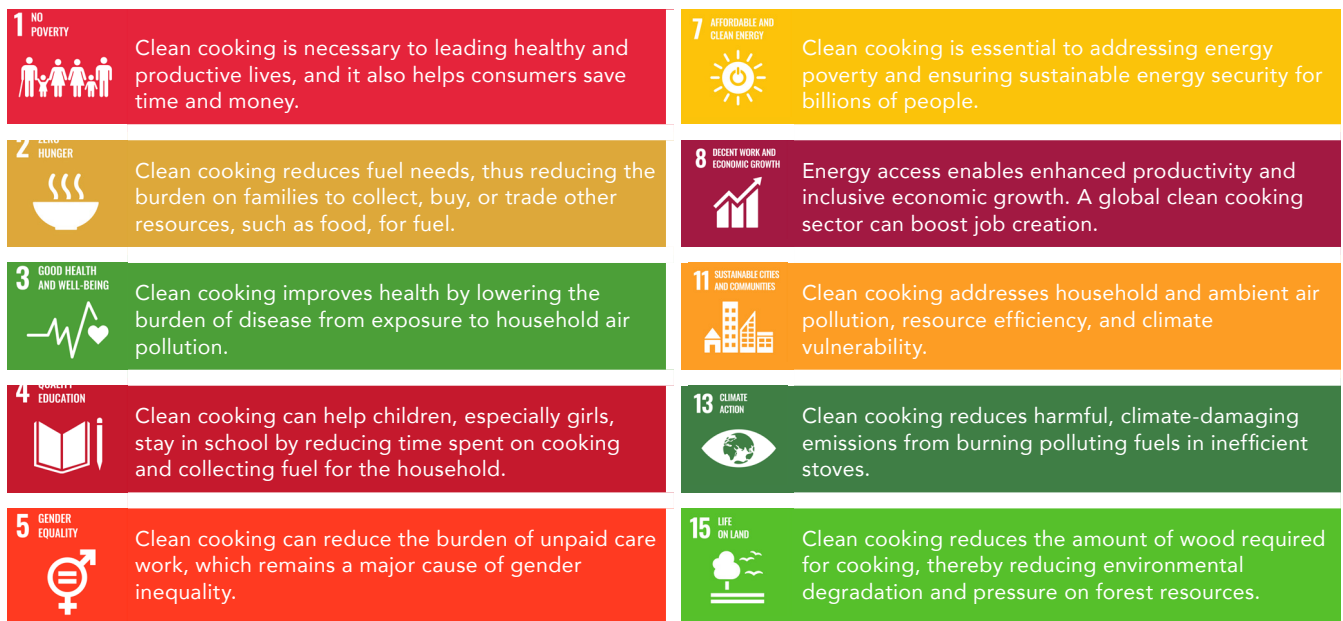 1 NO
POVERTY
Clean cooking is necessary to leading healthy and
productive lives, and it also helps consumers save
time and money.
2 ZERO
HUNGER
Clean cooking reduces fuel needs, thus reducing the
burden on families to collect, buy, or trade other
resources, such as food, for fuel.
3 GOOD HEALTH
AND WELL-BEING
Clean cooking improves health by lowering the
burden of disease from exposure to household air
pollution.
4 QUALITY
EDUCATION
Clean cooking can help children, especially girls,
stay in school by reducing time spent on cooking
and collecting fuel for the household.
5 GENDER
EQUALITY
Clean cooking can reduce the burden of unpaid care
work, which remains a major cause of gender
inequality.
7 AFFORDABLE AND
CLEAN ENERGY
Clean cooking is essential to addressing energy
poverty and ensuring sustainable energy security for
billions of people.
8 DECENT WORK AND
ECONOMIC GROWTH
Energy access enables enhanced productivity and
inclusive economic growth. A global clean cooking
sector can boost job creation.
11 SUSTAINABLE CITIES
AND COMMUNITIES
Clean cooking addresses household and ambient air
pollution, resource efficiency, and climate
vulnerability.
13 CLIMATE
ACTION
Clean cooking reduces harmful, climate-damaging
emissions from burning polluting fuels in inefficient
stoves.
15 LIFE
ON LAND
Clean cooking reduces the amount of wood required
for cooking, thereby reducing environmental
degradation and pressure on forest resources.